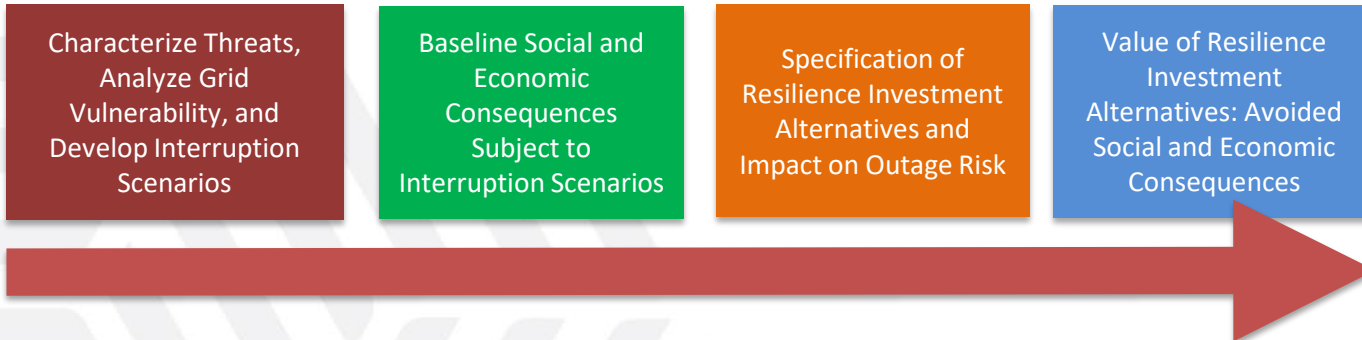 Characterize Threats,
Analyze Grid
Vulnerability, and
Develop Interruption
Scenarios
Baseline Social and
Economic
Consequences
Subject to
Interruption Scenarios
Specification of
Resilience Investment
Alternatives and
Impact on Outage Risk
Value of Resilience
Investment
Alternatives: Avoided
Social and Economic
Consequences